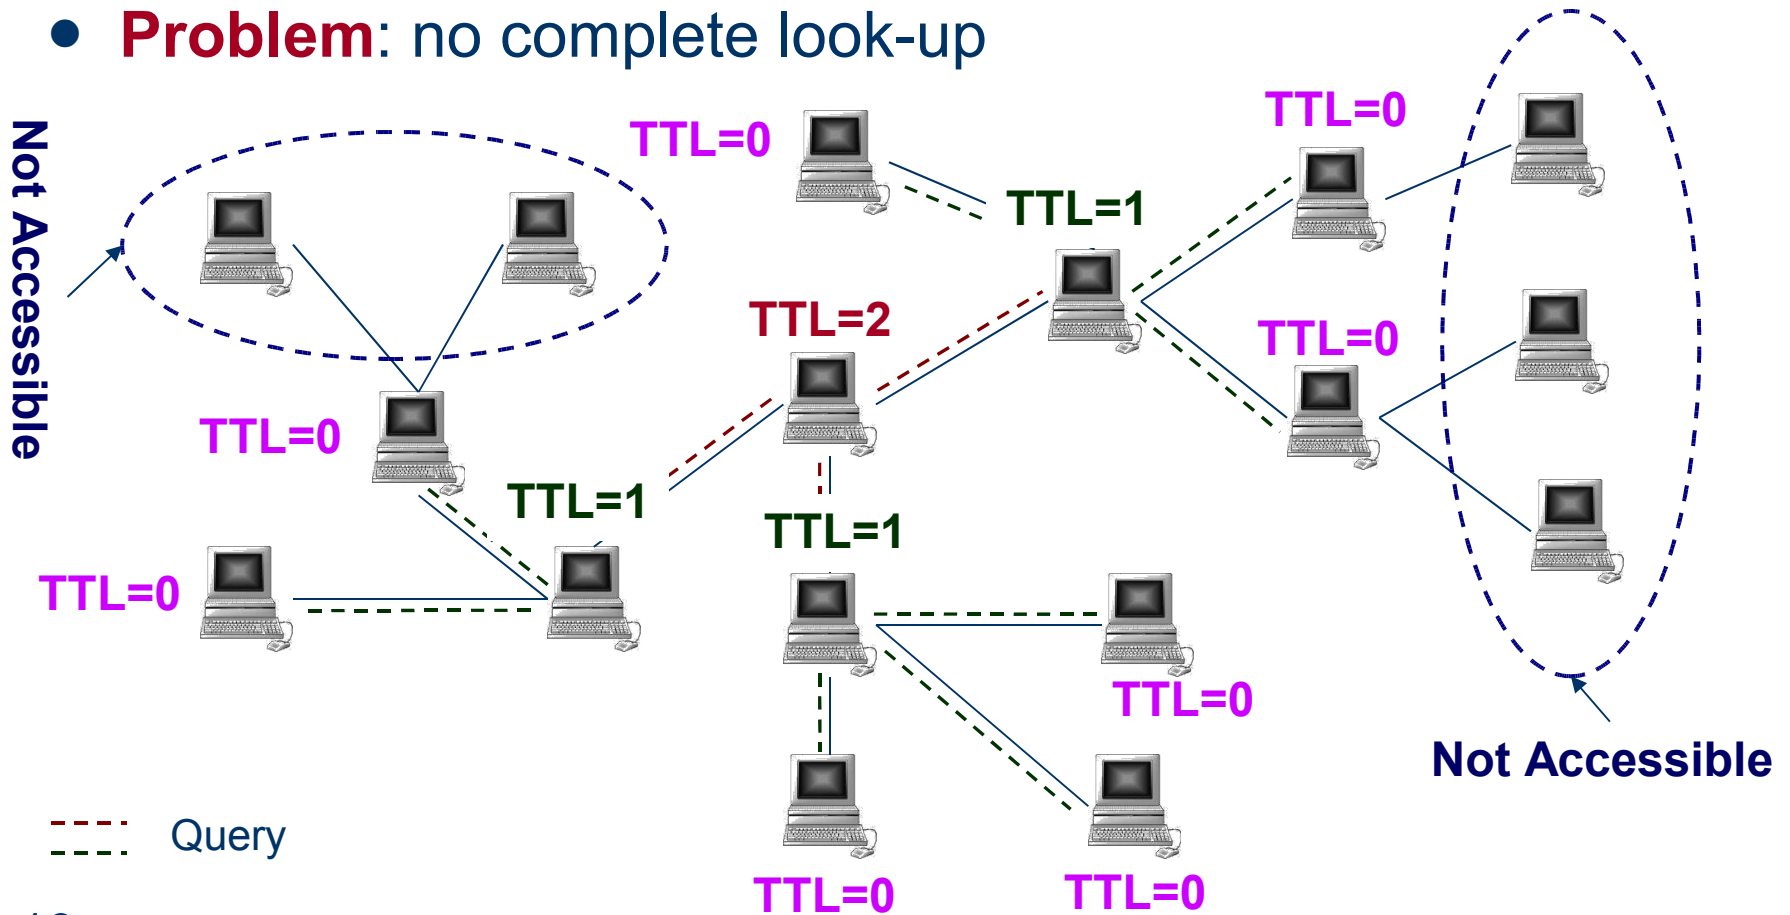 • Problem: no complete look-up
TTL=0
TTL=0
Not Accessible
TTL=1
TTL=2
TTL=0
TTL=0
TTL=1
TTL=1
TTL=0
TTL=0
Not Accessible
Query
TTL=0
TTL=0